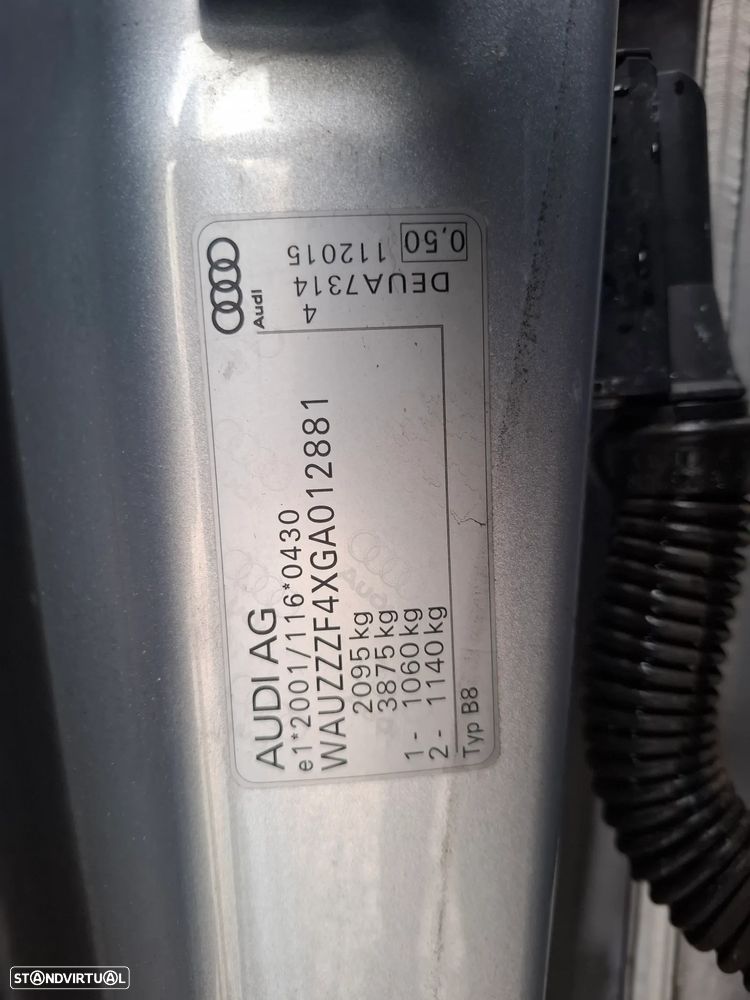 AUDI AG
e1*2001/116*0430
WAUZZZF4XGA012881
2095 kg
3875 kg
1 - 1060 kg
2 - 1140 kg
Typ B8
Audi
4
DEUA7314
112015
0,50
STANDVIRTUAL